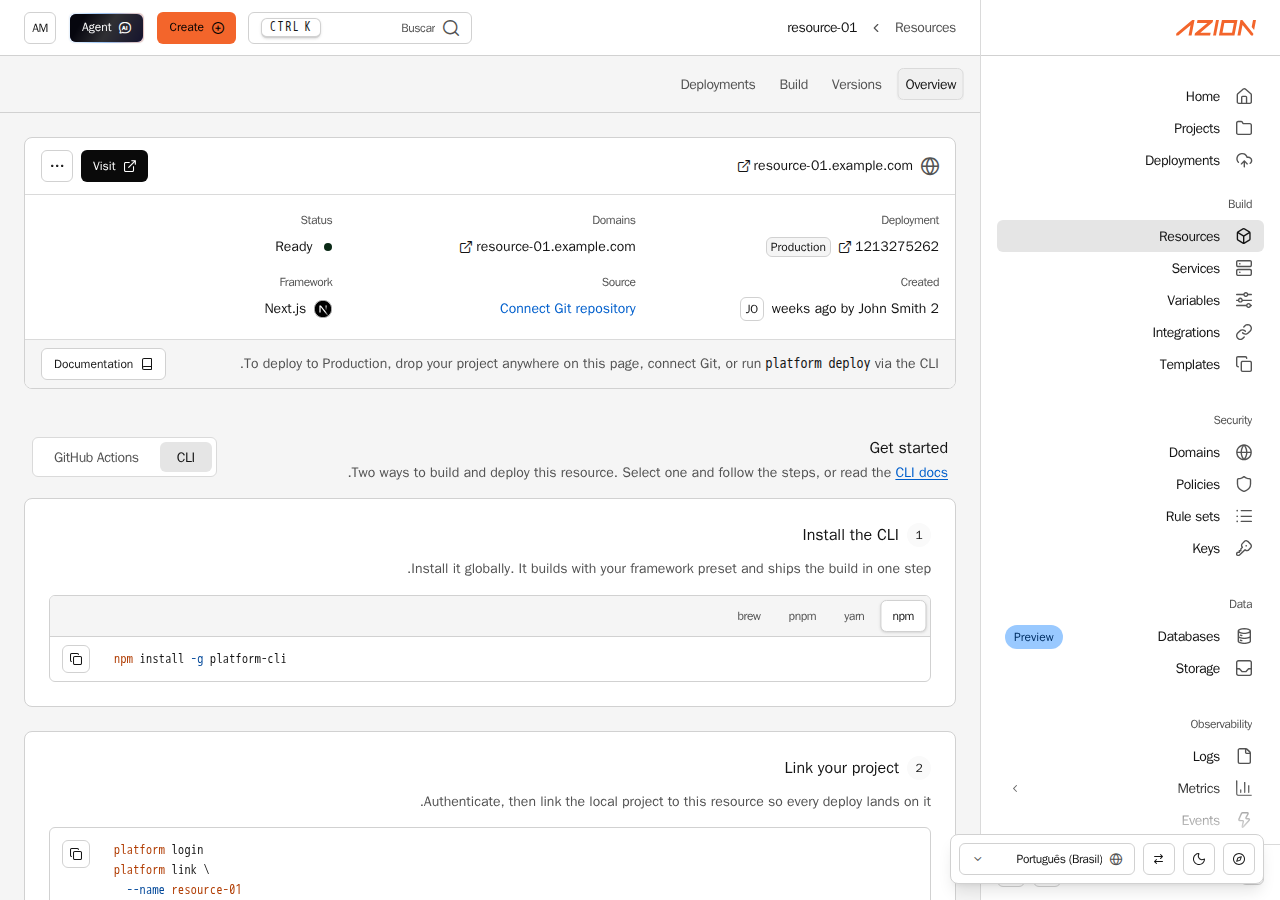 AZION
Resources
resource-01
Buscar
CTRL K
Create
Agent
AM
Home
Projects
Deployments
Build
Resources
Services
Variables
Integrations
Templates
Security
Domains
Policies
Rule sets
Keys
Data
Databases
Preview
Storage
Observability
Logs
Metrics
Events
Português (Brasil)
Overview
Versions
Build
Deployments
resource-01.example.com
Visit
Deployment
1213275262
Production
Domains
resource-01.example.com
Status
Ready
Created
weeks ago by John Smith 2
JO
Source
Connect Git repository
Framework
Next.js
.To deploy to Production, drop your project anywhere on this page, connect Git, or run platform deploy via the CLI
Documentation
Get started
.Two ways to build and deploy this resource. Select one and follow the steps, or read the CLI docs
CLI
GitHub Actions
1
Install the CLI
.Install it globally. It builds with your framework preset and ships the build in one step
npm
yarn
pnpm
brew
npm install -g platform-cli
2
Link your project
.Authenticate, then link the local project to this resource so every deploy lands on it
platform login
platform link \
--name resource-01